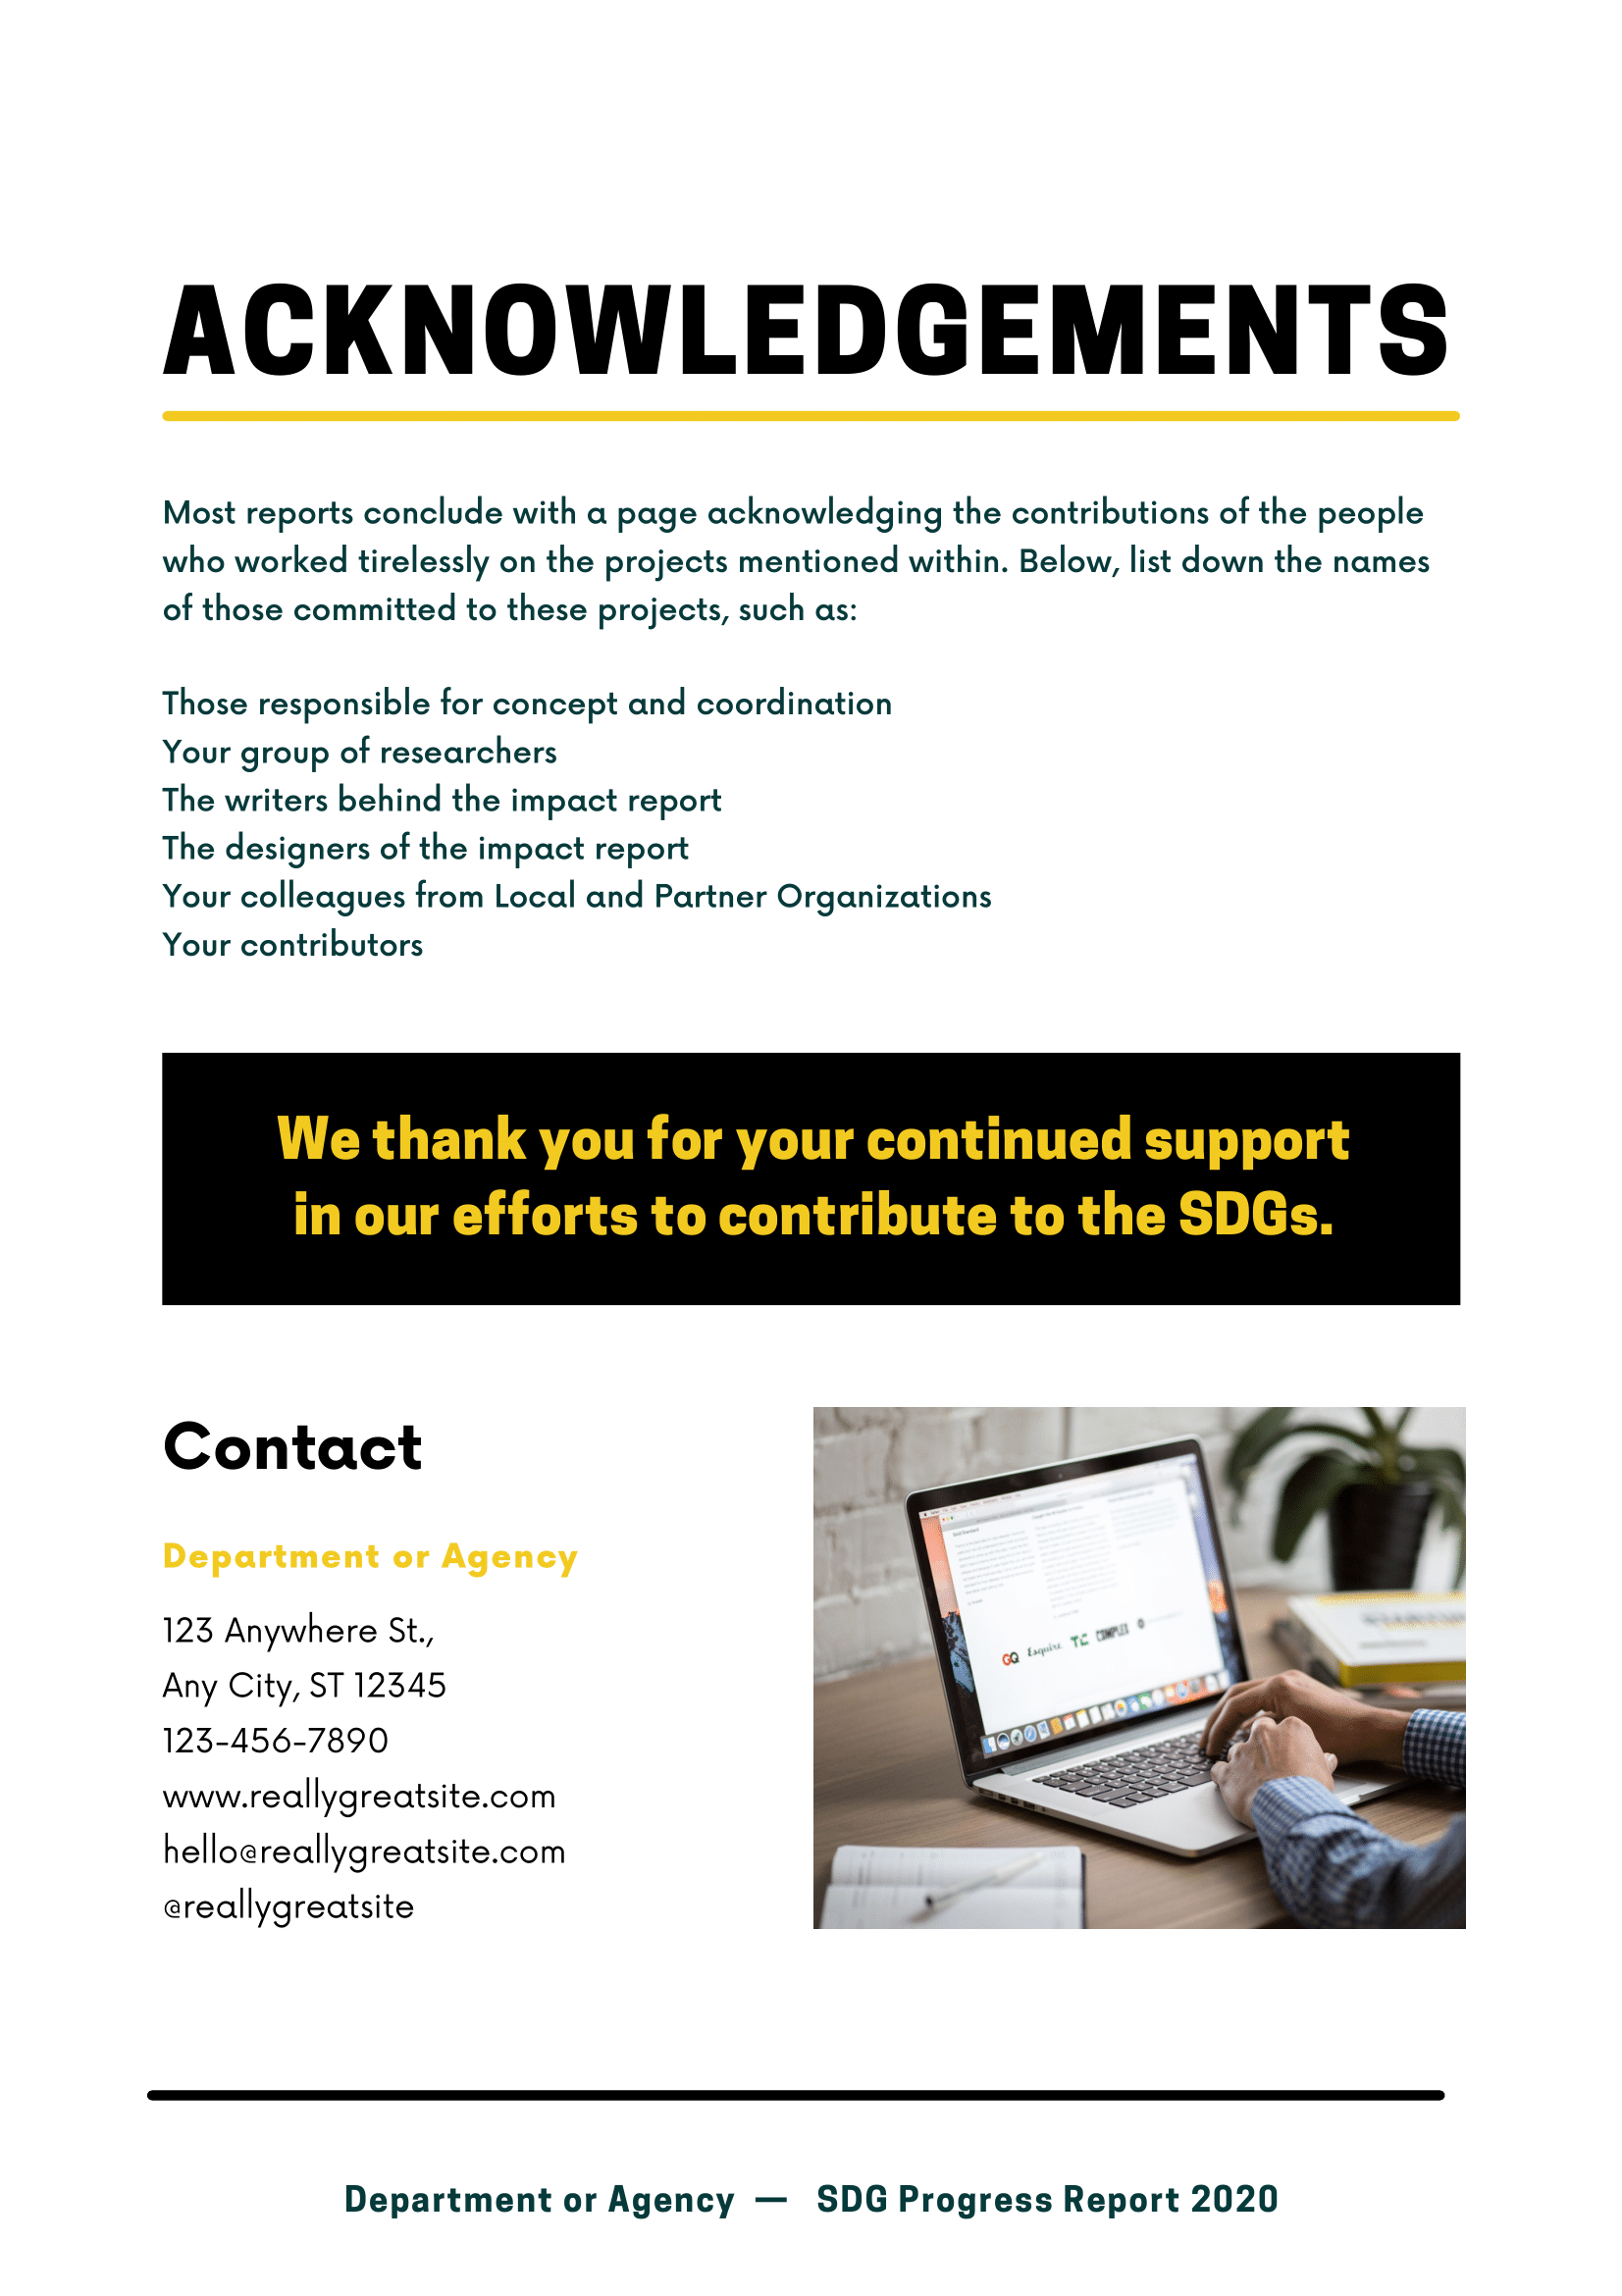 ACKNOWLEDGEMENTS
Most reports conclude with a page acknowledging the contributions of the people
who worked tirelessly on the projects mentioned within. Below, list down the names
of those committed to these projects, such as:
Those responsible for concept and coordination
Your group of researchers
The writers behind the impact report
The designers of the impact report
Your colleagues from Local and Partner Organizations
Your contributors
We thank you for your continued support
in our efforts to contribute to the SDGs.
Contact
Department or Agency
123 Anywhere St.,
Any City, ST 12345
123-456-7890
www.reallygreatsite.com
hello@reallygreatsite.com
@reallygreatsite
GQ Esquire TC COMPLEX
Department or Agency — SDG Progress Report 2020